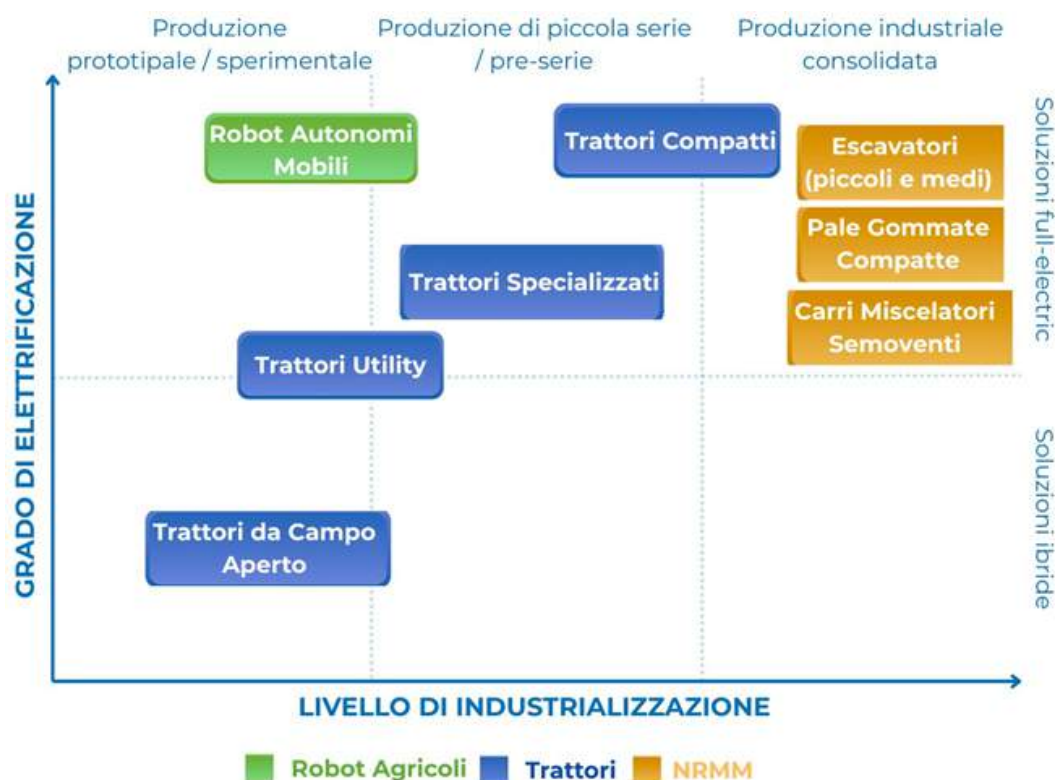 Produzione
prototipale / sperimentale
Produzione di piccola serie
/ pre-serie
Produzione industriale
consolidata
GRADO DI ELETTRIFICAZIONE
Robot Autonomi
Mobili
Trattori Compatti
Escavatori
(piccoli e medi)
Pale Gommate
Compatte
Trattori Specializzati
Carri Miscelatori
Semoventi
Trattori Utility
Trattori da Campo
Aperto
Soluzioni full-electric
Soluzioni ibride
LIVELLO DI INDUSTRIALIZZAZIONE
Robot Agricoli
Trattori
NRMM